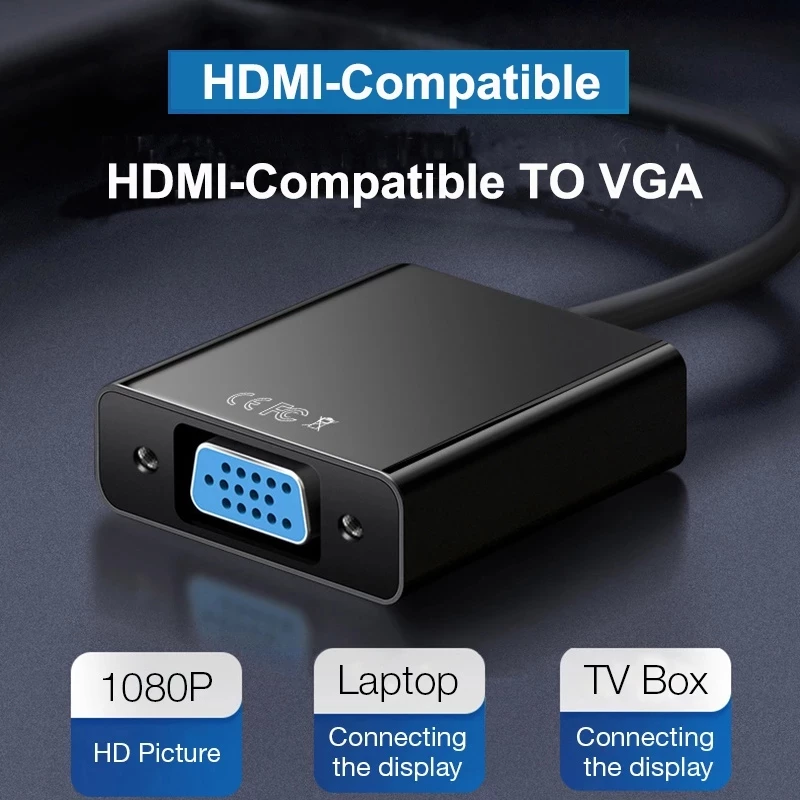 HDMI-Compatible
HDMI-Compatible TO VGA
CE FC
1080P
HD Picture
Laptop
Connecting
the display
TV Box
Connecting
the display